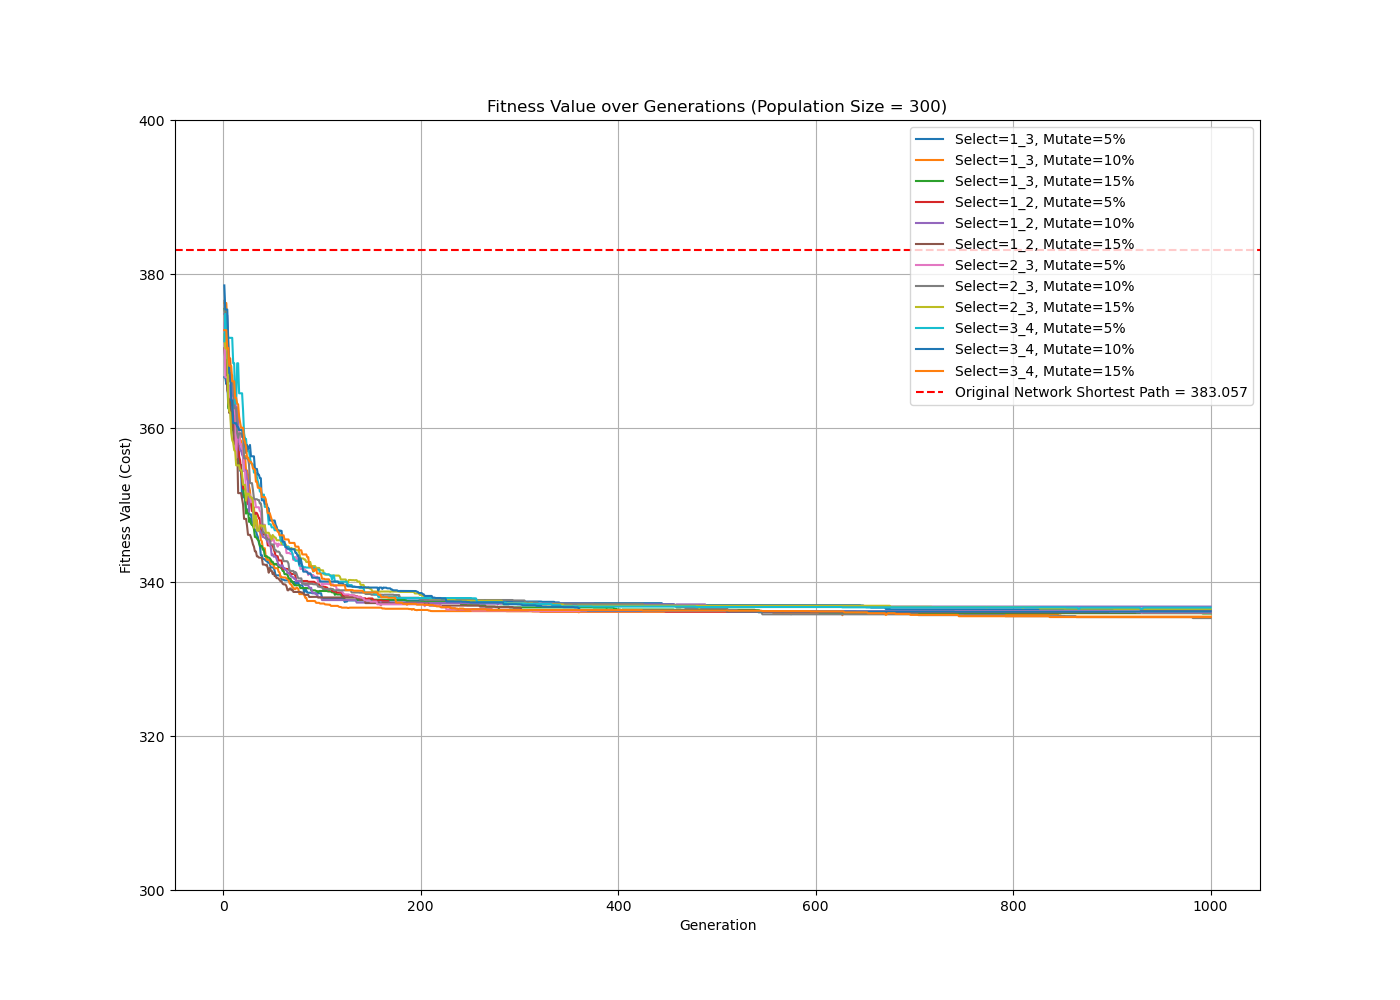 Fitness Value over Generations (Population Size = 300)
400
380
360
340
320
300
Fitness Value (Cost)
Select=1_3, Mutate=5%
Select=1_3, Mutate=10%
Select=1_3, Mutate=15%
Select=1_2, Mutate=5%
Select=1_2, Mutate=10%
Select=1_2, Mutate=15%
Select=2_3, Mutate=5%
Select=2_3, Mutate=10%
Select=2_3, Mutate=15%
Select=3_4, Mutate=5%
Select=3_4, Mutate=10%
Select=3_4, Mutate=15%
Original Network Shortest Path = 383.057
0 200 400 600 800 1000
Generation